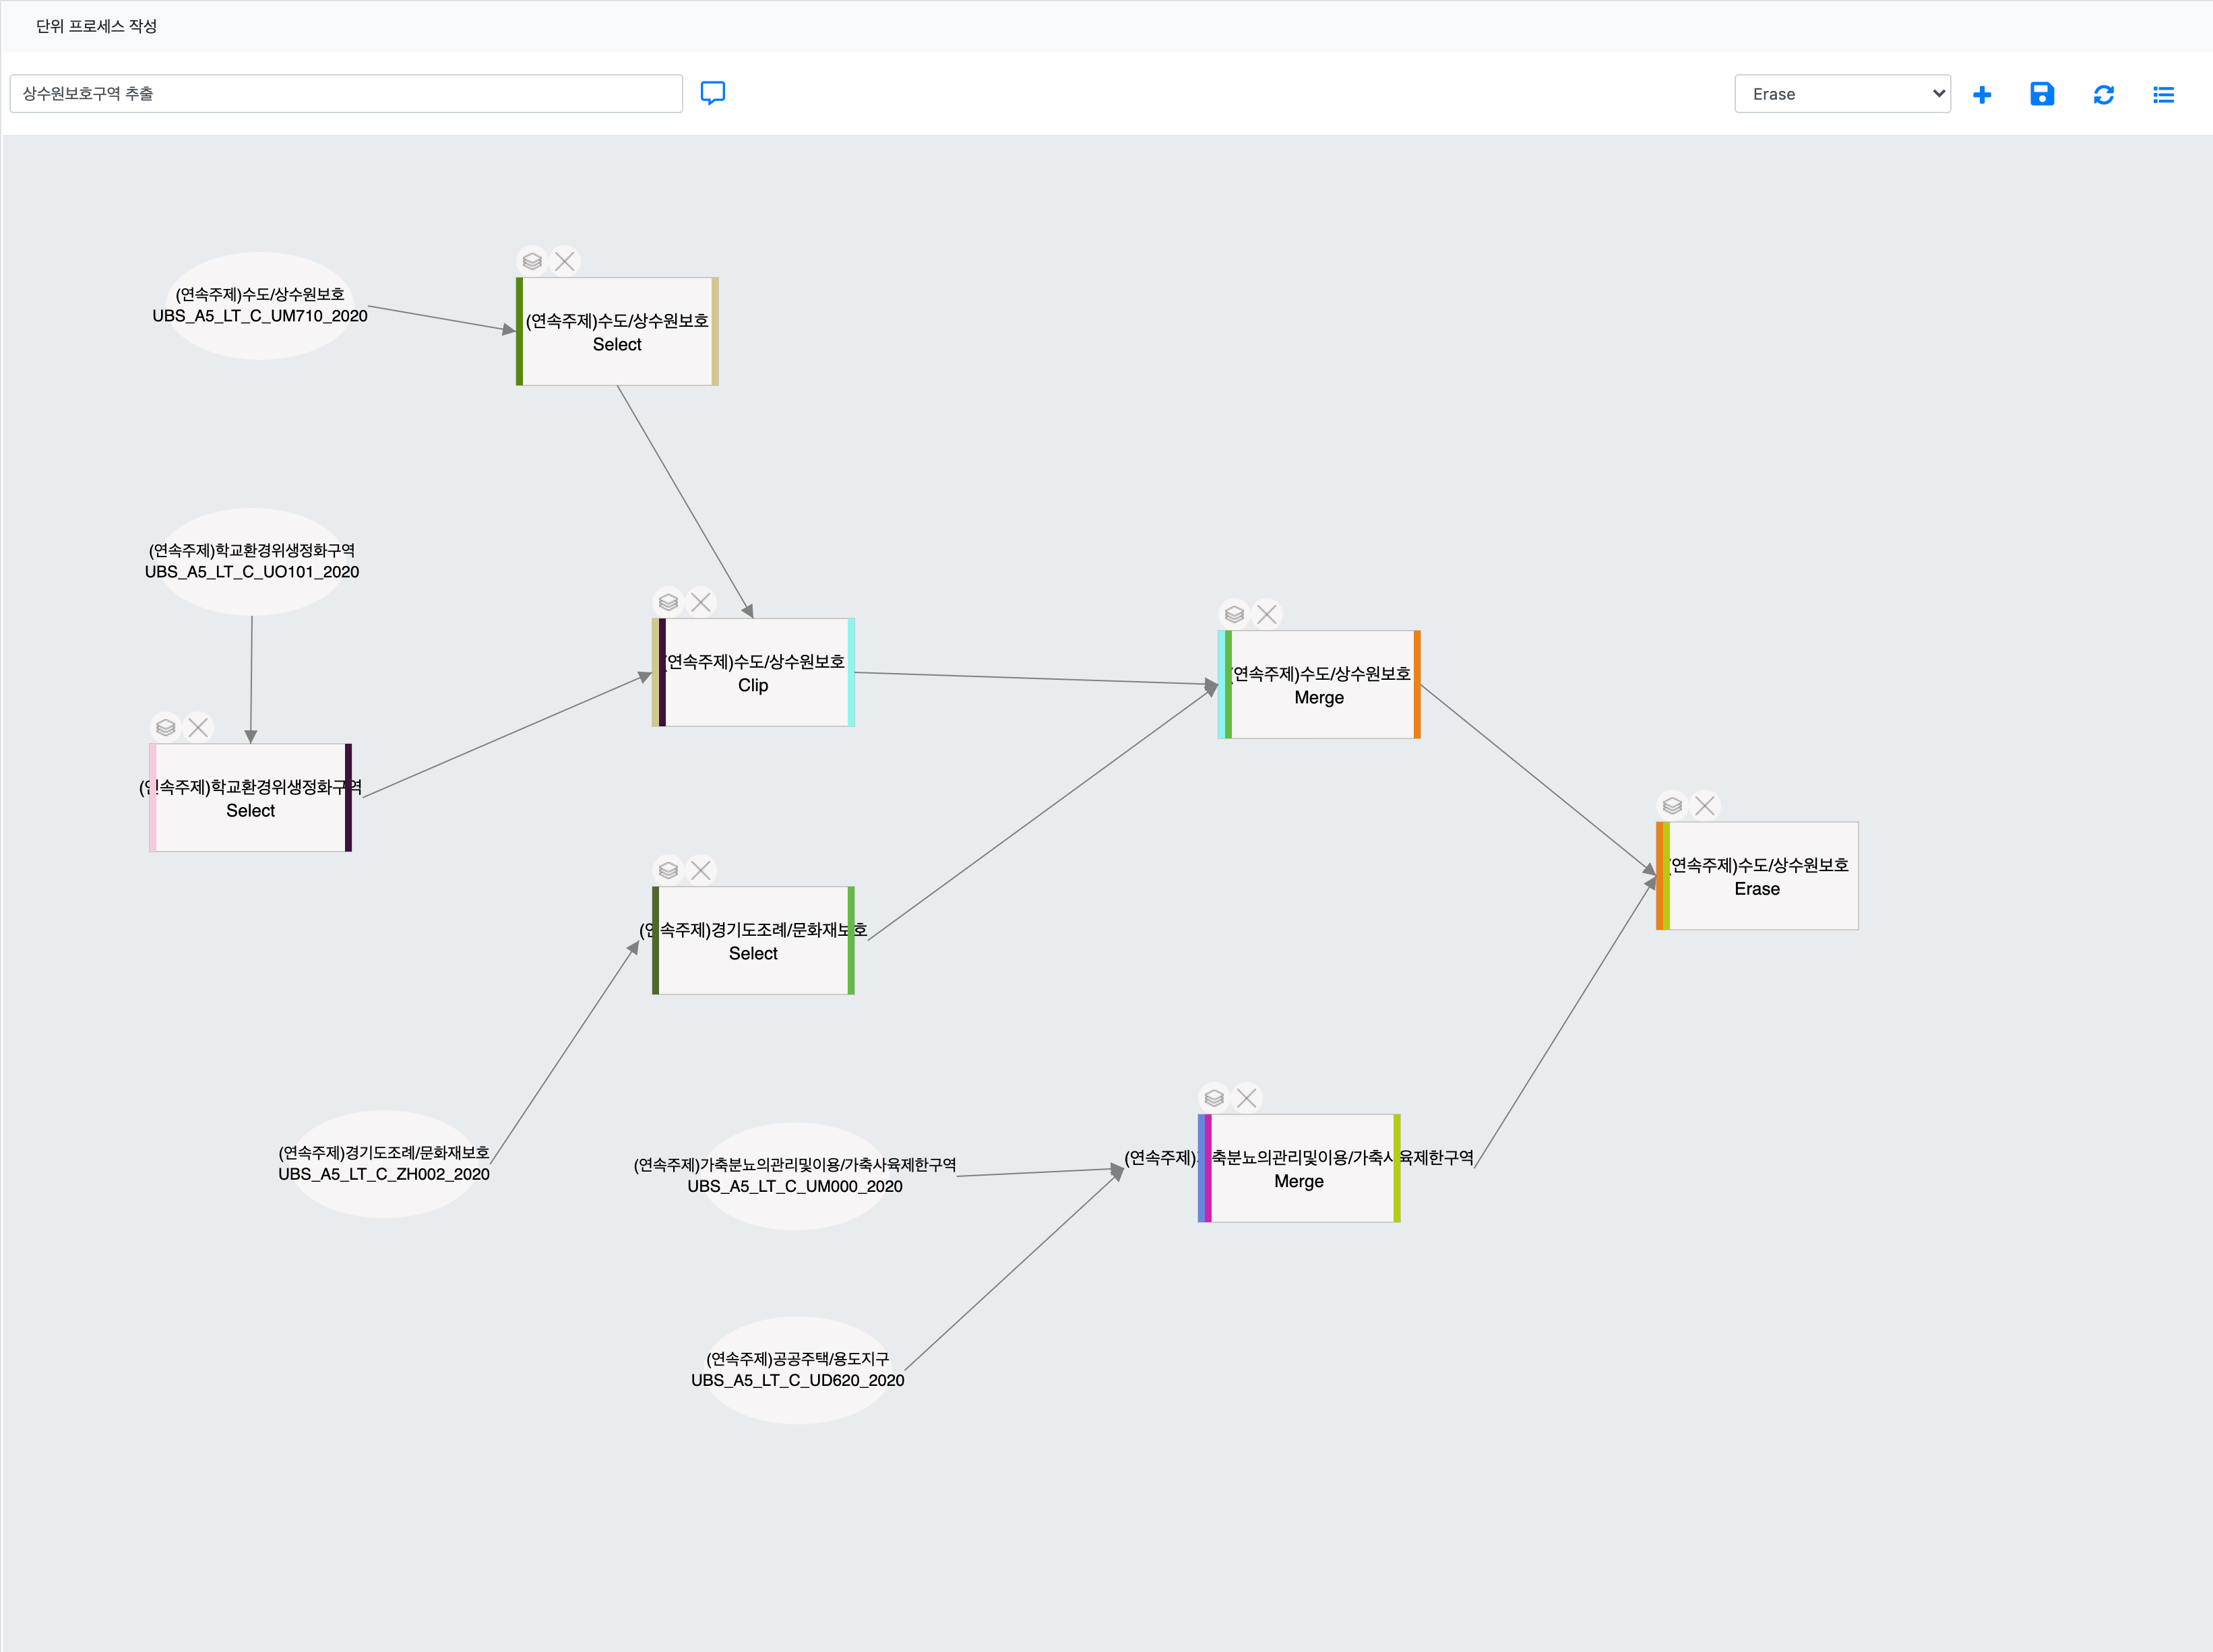 단위 프로세스 작성
상수원보호구역 추출
Erase
(연속주제)수도/상수원보호
UBS_A5_LT_C_UM710_2020
(연속주제)수도/상수원보호
Select
(연속주제)학교환경위생정화구역
UBS_A5_LT_C_UO101_2020
(연속주제)수도/상수원보호
Clip
(연속주제)수도/상수원보호
Merge
(연속주제)학교환경위생정화구역
Select
(연속주제)수도/상수원보호
Erase
(연속주제)경기도조례/문화재보호
Select
(연속주제)경기도조례/문화재보호
UBS_A5_LT_C_ZH002_2020
(연속주제)가축분뇨의관리및이용/가축사육제한구역
UBS_A5_LT_C_UM000_2020
(연속주제)가축분뇨의관리및이용/가축사육제한구역
Merge
(연속주제)공공주택/용도지구
UBS_A5_LT_C_UD620_2020